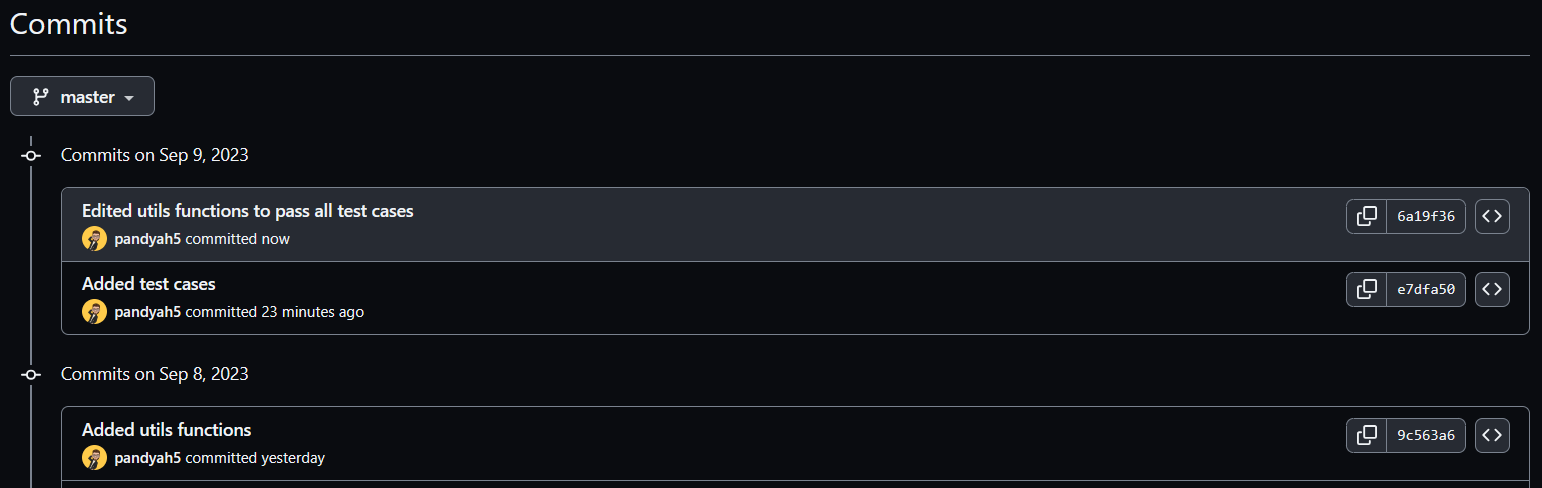 Commits
master
Commits on Sep 9, 2023
Edited utils functions to pass all test cases
6a19f36
pandyah5 committed now
Added test cases
e7dfa50
pandyah5 committed 23 minutes ago
Commits on Sep 8, 2023
Added utils functions
9c563a6
pandyah5 committed yesterday